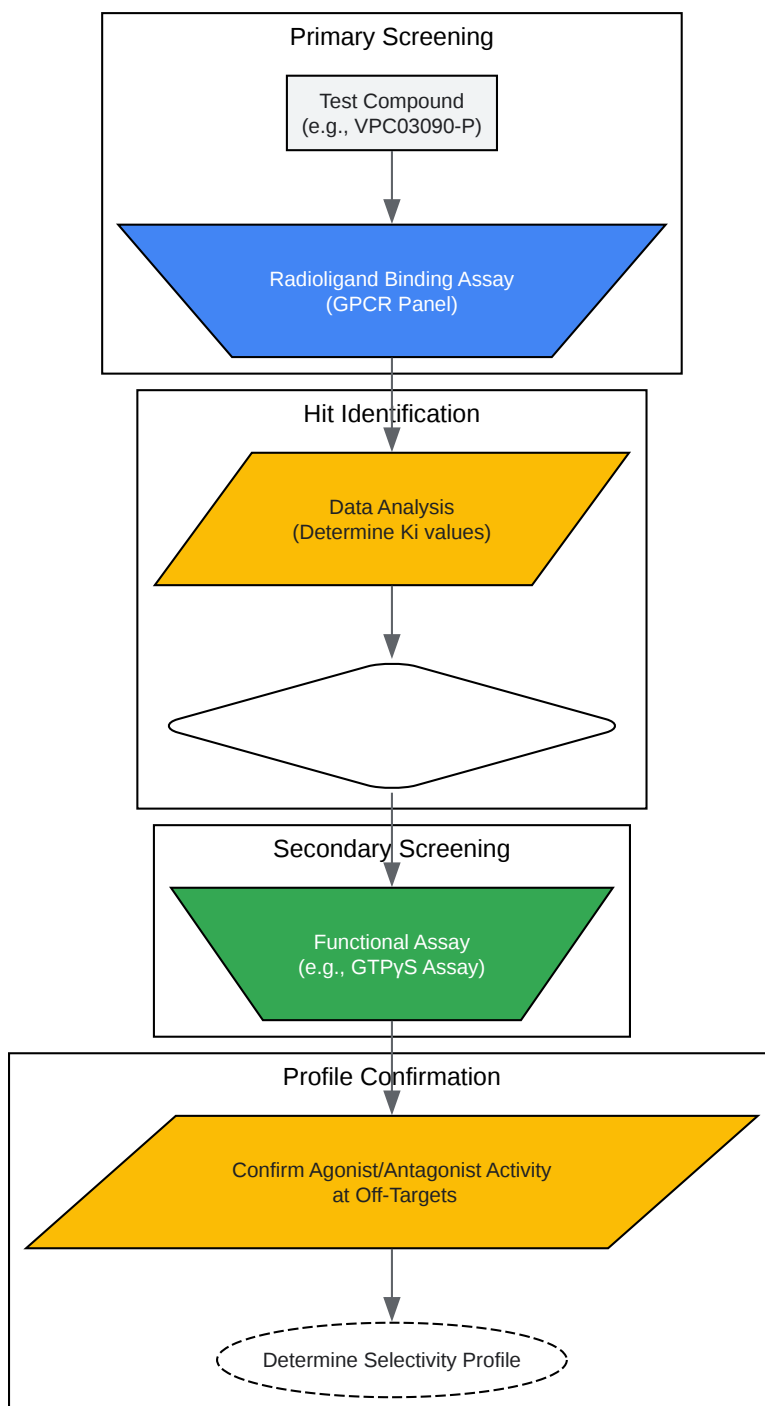 Primary Screening
Test Compound
(e.g., VPC03090-P)
Radioligand Binding Assay
(GPCR Panel)
Hit Identification
Data Analysis
(Determine Ki values)
Secondary Screening
Functional Assay
(e.g., GTPγS Assay)
Profile Confirmation
Confirm Agonist/Antagonist Activity
at Off-Targets
Determine Selectivity Profile